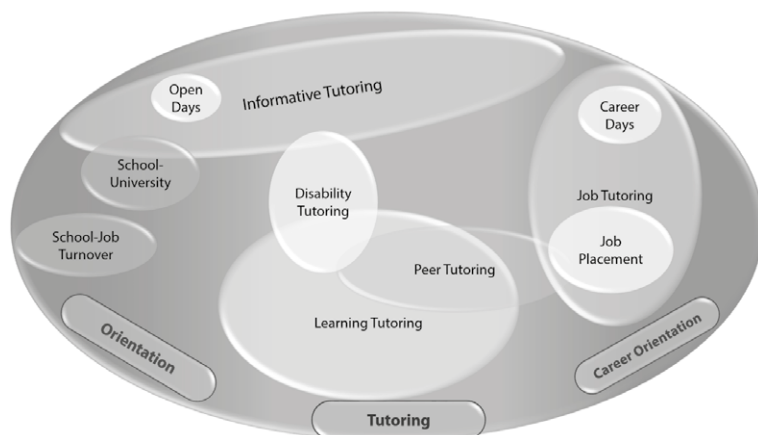 Open
Days
Informative Tutoring
Career
Days
School-
University
Disability
Tutoring
Job Tutoring
School-Job
Turnover
Job
Placement
Peer Tutoring
Learning Tutoring
Orientation
Career Orientation
Tutoring